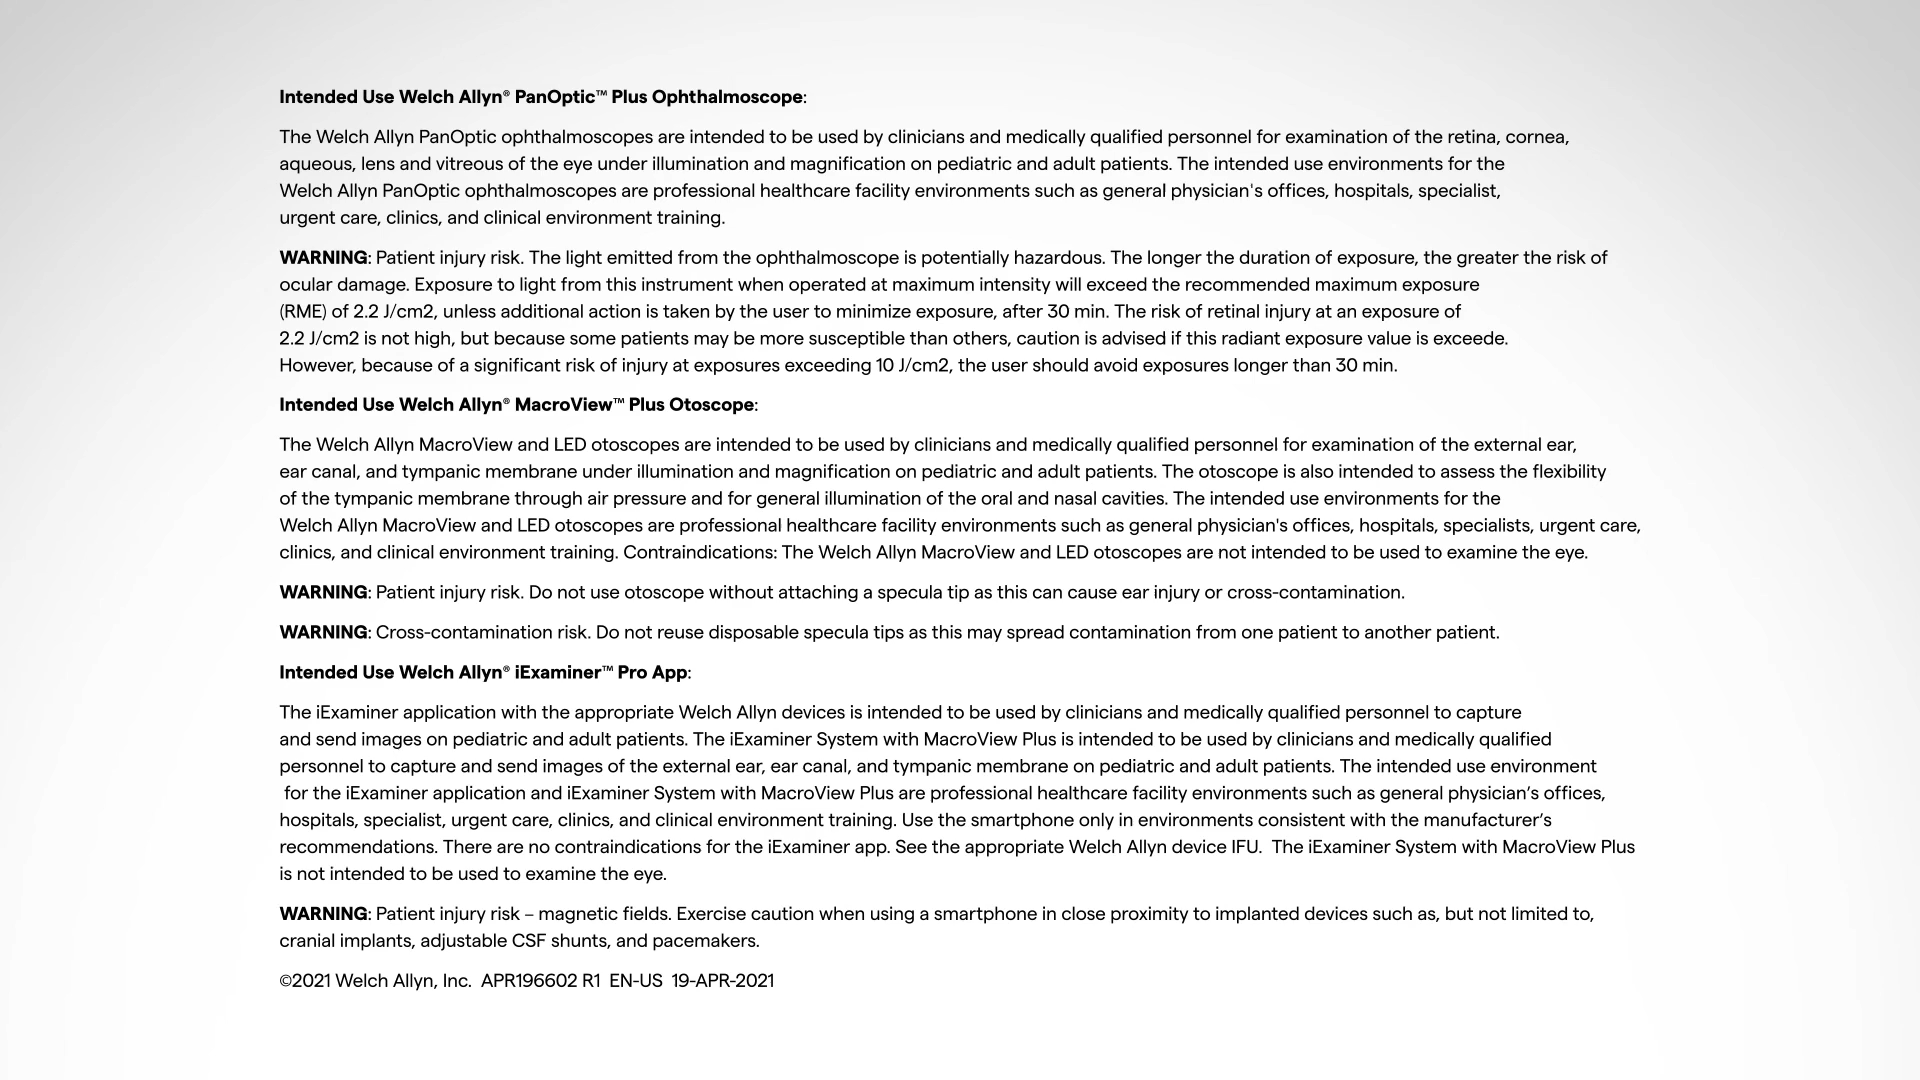 Intended Use Welch Allyn® PanOptic™ Plus Ophthalmoscope:
The Welch Allyn PanOptic ophthalmoscopes are intended to be used by clinicians and medically qualified personnel for examination of the retina, cornea,
aqueous, lens and vitreous of the eye under illumination and magnification on pediatric and adult patients. The intended use environments for the
Welch Allyn PanOptic ophthalmoscopes are professional healthcare facility environments such as general physician's offices, hospitals, specialist,
urgent care, clinics, and clinical environment training.
WARNING: Patient injury risk. The light emitted from the ophthalmoscope is potentially hazardous. The longer the duration of exposure, the greater the risk of
ocular damage. Exposure to light from this instrument when operated at maximum intensity will exceed the recommended maximum exposure
(RME) of 2.2 J/cm2, unless additional action is taken by the user to minimize exposure, after 30 min. The risk of retinal injury at an exposure of
2.2 J/cm2 is not high, but because some patients may be more susceptible than others, caution is advised if this radiant exposure value is exceede.
However, because of a significant risk of injury at exposures exceeding 10 J/cm2, the user should avoid exposures longer than 30 min.
Intended Use Welch Allyn® MacroView™ Plus Otoscope:
The Welch Allyn MacroView and LED otoscopes are intended to be used by clinicians and medically qualified personnel for examination of the external ear,
ear canal, and tympanic membrane under illumination and magnification on pediatric and adult patients. The otoscope is also intended to assess the flexibility
of the tympanic membrane through air pressure and for general illumination of the oral and nasal cavities. The intended use environments for the
Welch Allyn MacroView and LED otoscopes are professional healthcare facility environments such as general physician's offices, hospitals, specialists, urgent care,
clinics, and clinical environment training. Contraindications: The Welch Allyn MacroView and LED otoscopes are not intended to be used to examine the eye.
WARNING: Patient injury risk. Do not use otoscope without attaching a specula tip as this can cause ear injury or cross-contamination.
WARNING: Cross-contamination risk. Do not reuse disposable specula tips as this may spread contamination from one patient to another patient.
Intended Use Welch Allyn® iExaminer™ Pro App:
The iExaminer application with the appropriate Welch Allyn devices is intended to be used by clinicians and medically qualified personnel to capture
and send images on pediatric and adult patients. The iExaminer System with MacroView Plus is intended to be used by clinicians and medically qualified
personnel to capture and send images of the external ear, ear canal, and tympanic membrane on pediatric and adult patients. The intended use environment
for the iExaminer application and iExaminer System with MacroView Plus are professional healthcare facility environments such as general physician’s offices,
hospitals, specialist, urgent care, clinics, and clinical environment training. Use the smartphone only in environments consistent with the manufacturer’s
recommendations. There are no contraindications for the iExaminer app. See the appropriate Welch Allyn device IFU. The iExaminer System with MacroView Plus
is not intended to be used to examine the eye.
WARNING: Patient injury risk – magnetic fields. Exercise caution when using a smartphone in close proximity to implanted devices such as, but not limited to,
cranial implants, adjustable CSF shunts, and pacemakers.
©2021 Welch Allyn, Inc. APR196602 R1 EN-US 19-APR-2021